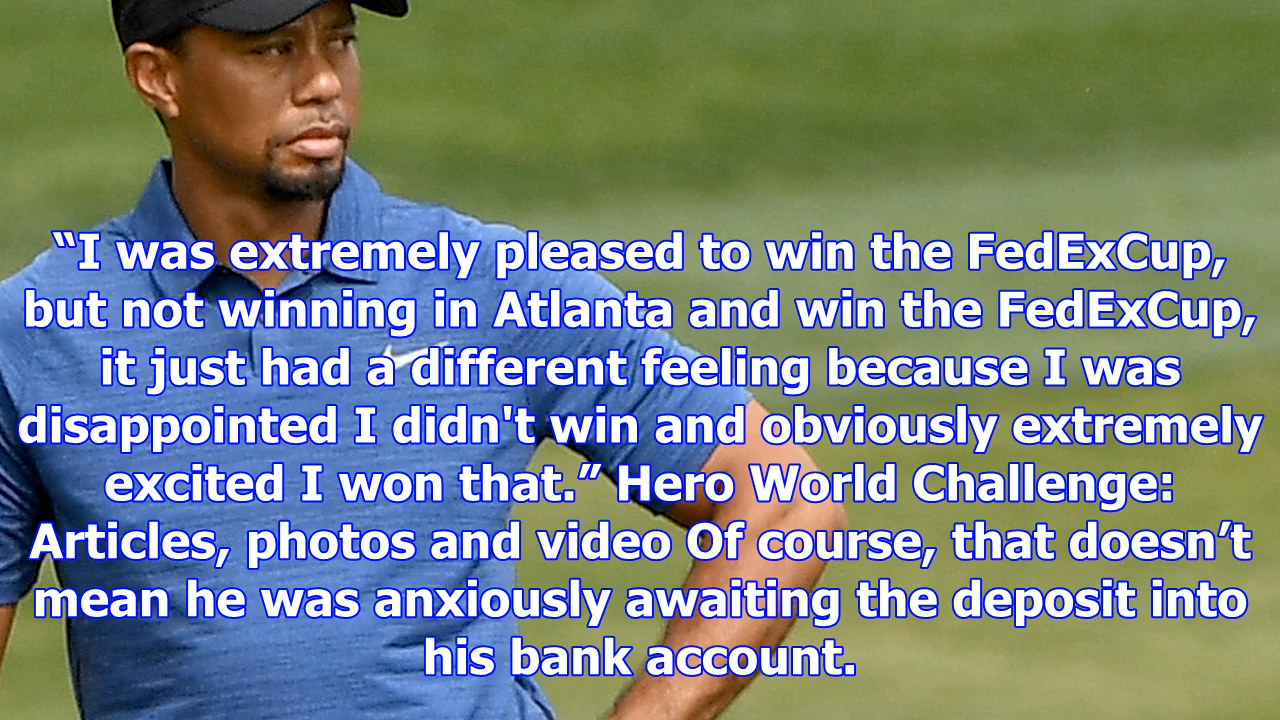 “I was extremely pleased to win the FedExCup,
but not winning in Atlanta and win the FedExCup,
it just had a different feeling because I was
disappointed I didn't win and obviously extremely
excited I won that.” Hero World Challenge:
Articles, photos and video Of course, that doesn’t
mean he was anxiously awaiting the deposit into
his bank account.